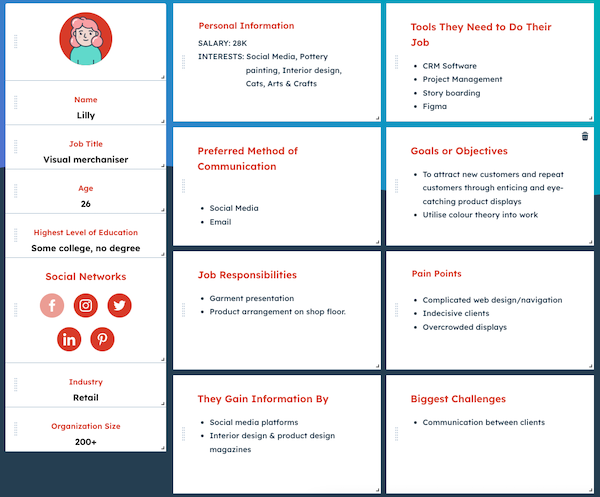 Name
Lilly
Job Title
Visual merchaniser
Age
26
Highest Level of Education
Some college, no degree
Social Networks
Industry
Retail
Organization Size
200+
Personal Information
SALARY: 28K
INTERESTS: Social Media, Pottery
painting, Interior design,
Cats, Arts & Crafts
Tools They Need to Do Their
Job
• CRM Software
• Project Management
• Story boarding
• Figma
Preferred Method of
Communication
• Social Media
• Email
Goals or Objectives
• To attract new customers and repeat
customers through enticing and eye-
catching product displays
• Utilise colour theory into work
Job Responsibilities
• Garment presentation
• Product arrangement on shop floor.
Pain Points
• Complicated web design/navigation
• Indecisive clients
• Overcrowded displays
They Gain Information By
• Social media platforms
• Interior design & product design
magazines
Biggest Challenges
• Communication between clients